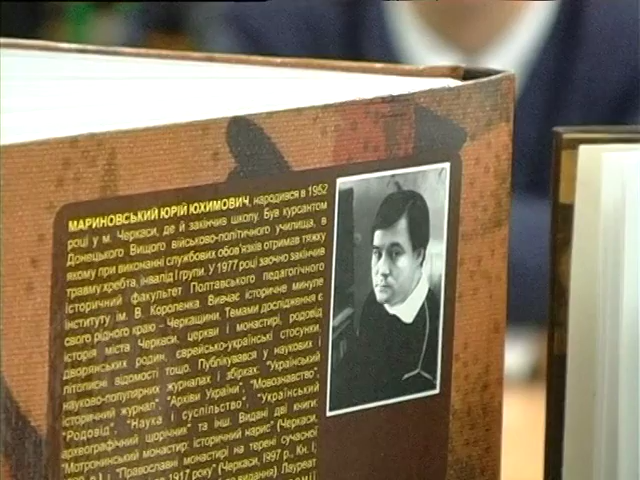 МАРИНОВСЬКИЙ ЮРІЙ ЮХИМОВИЧ, народився в 1952
році у м. Черкаси, де й закінчив школу. Був курсантом
Донецького Вищого військово-політичного училища, в
якому при виконанні службових обов'язків отримав тяжку
травму хребта, інвалід І групи. У 1977 році заочно закінчив
історичний факультет Полтавського педагогічного
інституту ім. В. Короленка. Вивчає історичне минуле
свого рідного краю – Черкащини. Темами дослідження є
історія міста Черкаси, церкви і монастирі, родовід
дворянських родин, єврейсько-українські стосунки,
літописні відомості тощо. Публікувався у наукових і
науково-популярних журналах і збірках: "Український
історичний журнал", "Архіви України", "Мовознавство",
"Родовід", "Наука і суспільство", "Український
археографічний щорічник" та інш. Видані дві книги:
"Мотронинський монастир: історичний нарис" (Черкаси,
р.) і "Православні монастирі на терені сучасної
1917 року" (Черкаси, 1997 р., Кн. І;
видання). Лауреат